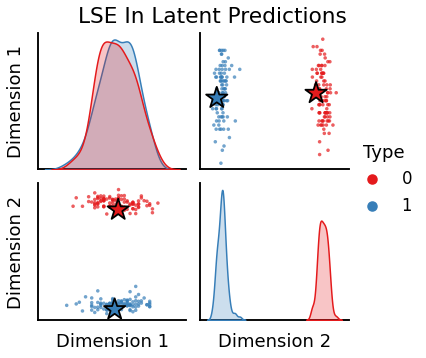 LSE In Latent Predictions
Dimension 1
Type
0
1
Dimension 2
Dimension 1
Dimension 2